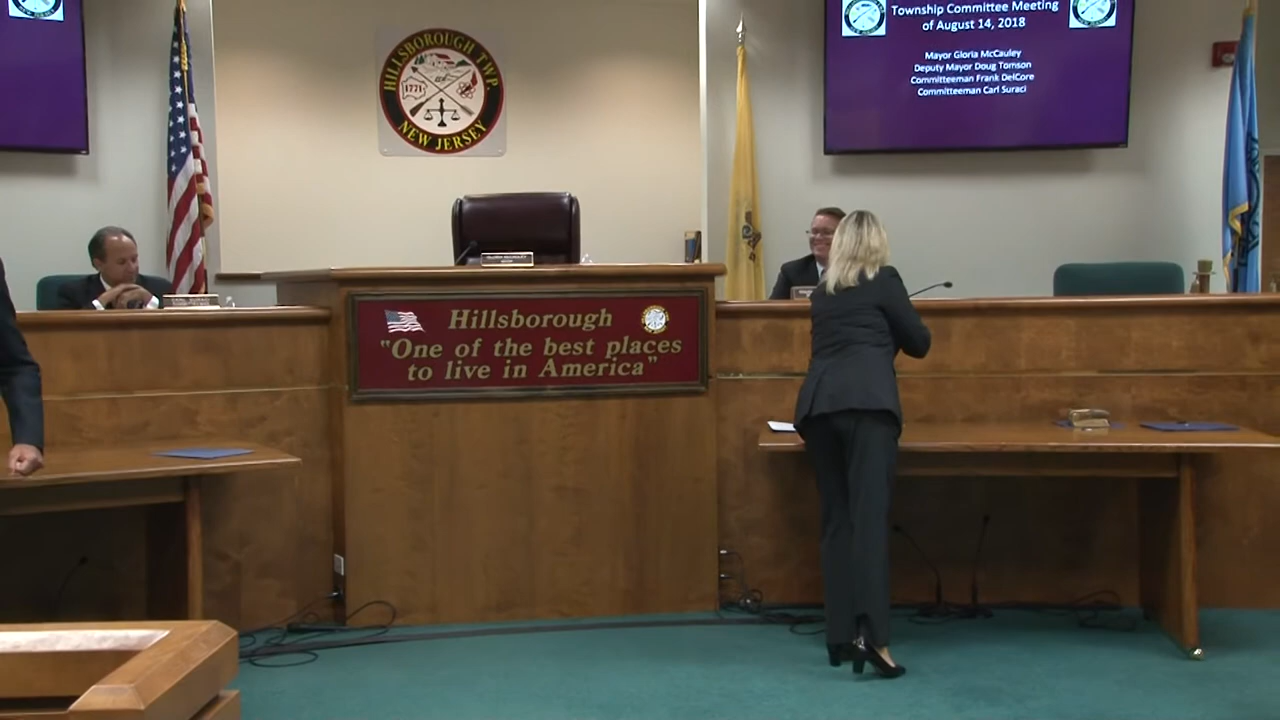 Township Committee Meeting
of August 14, 2018
Mayor Gloria McCauley
Deputy Mayor Doug Tomson
Committeeman Frank DelCore
Committeeman Carl Suraci
HILLSBOROUGH TWP.
1771
NEW JERSEY
Hillsborough
"One of the best places
to live in America"